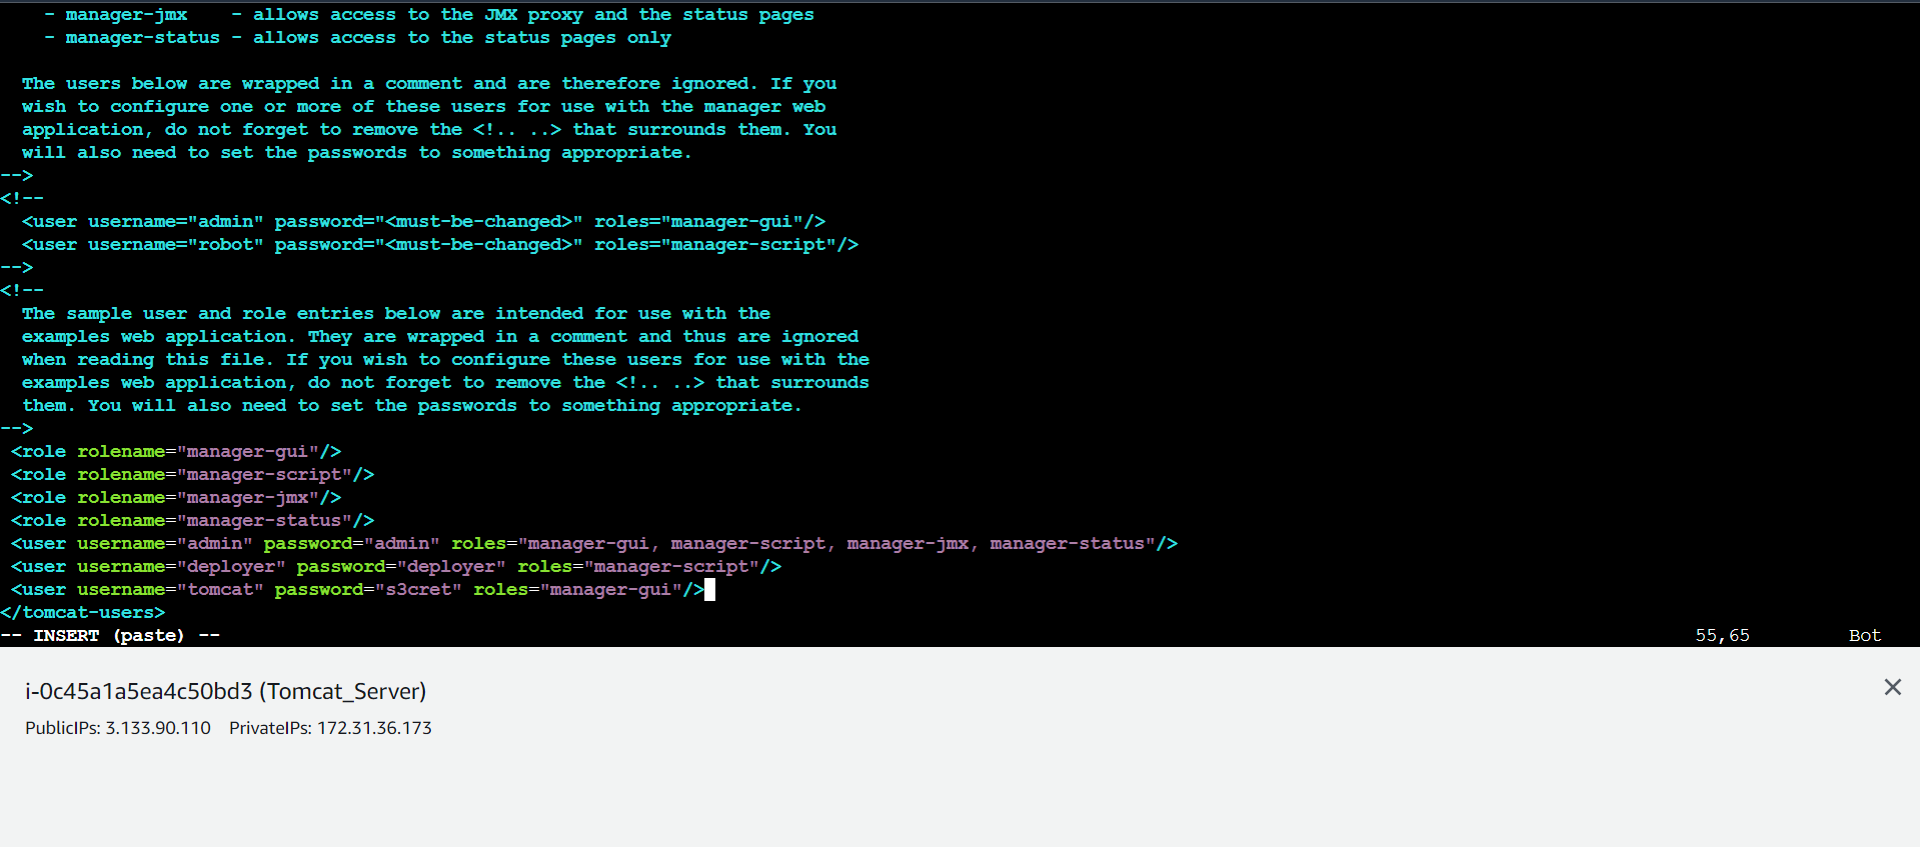 - manager-jmx    - allows access to the JMX proxy and the status pages
- manager-status - allows access to the status pages only
The users below are wrapped in a comment and are therefore ignored. If you
wish to configure one or more of these users for use with the manager web
application, do not forget to remove the <!.. ..> that surrounds them. You
will also need to set the passwords to something appropriate.
-->
<!--
<user username="admin" password="<must-be-changed>" roles="manager-gui"/>
<user username="robot" password="<must-be-changed>" roles="manager-script"/>
-->
<!--
The sample user and role entries below are intended for use with the
examples web application. They are wrapped in a comment and thus are ignored
when reading this file. If you wish to configure these users for use with the
examples web application, do not forget to remove the <!.. ..> that surrounds
them. You will also need to set the passwords to something appropriate.
-->
<role rolename="manager-gui"/>
<role rolename="manager-script"/>
<role rolename="manager-jmx"/>
<role rolename="manager-status"/>
<user username="admin" password="admin" roles="manager-gui, manager-script, manager-jmx, manager-status"/>
<user username="deployer" password="deployer" roles="manager-script"/>
<user username="tomcat" password="s3cret" roles="manager-gui"/>
</tomcat-users>
-- INSERT (paste) -- 55,65 Bot
i-0c45a1a5ea4c50bd3 (Tomcat_Server)
PublicIPs: 3.133.90.110 PrivateIPs: 172.31.36.173